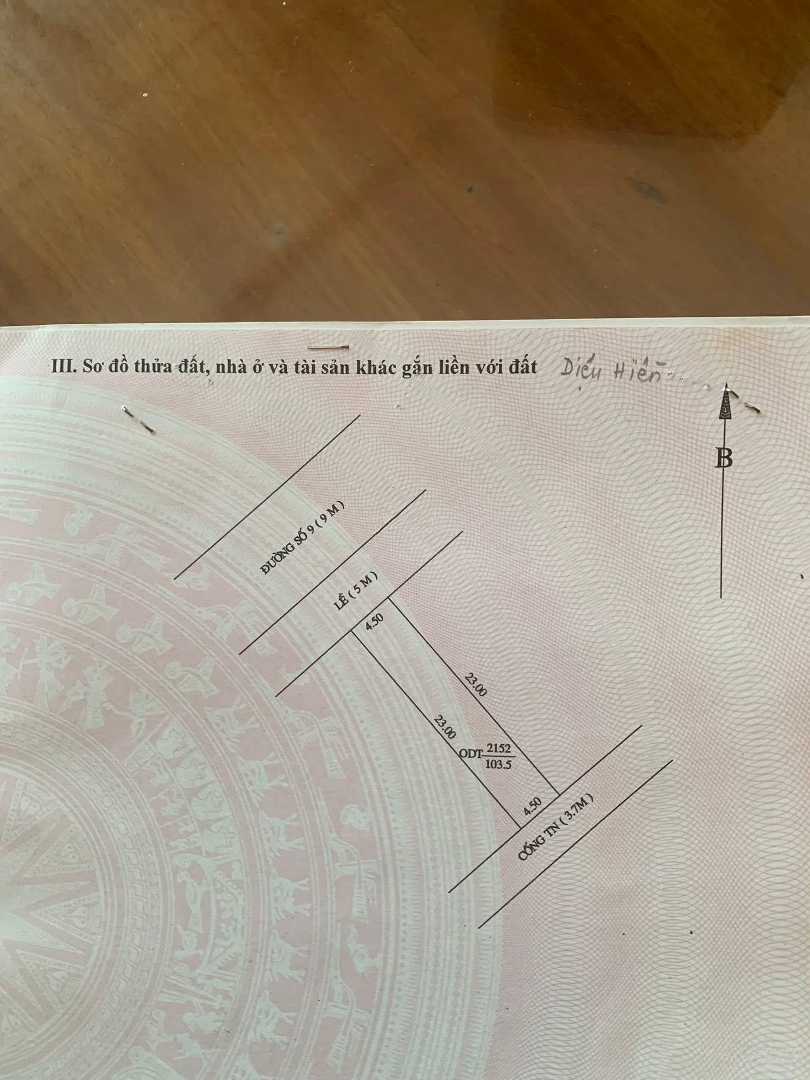 III. Sơ đồ thửa đất, nhà ở và tài sản khác gắn liền với đất Diệu Hiền
B
ĐƯỜNG SỐ 9 ( 9 M )
LỀ ( 5 M )
4.50
23.00
23.00
ODT 2152
103.5
4.50
CỐNG TN ( 3.7M )